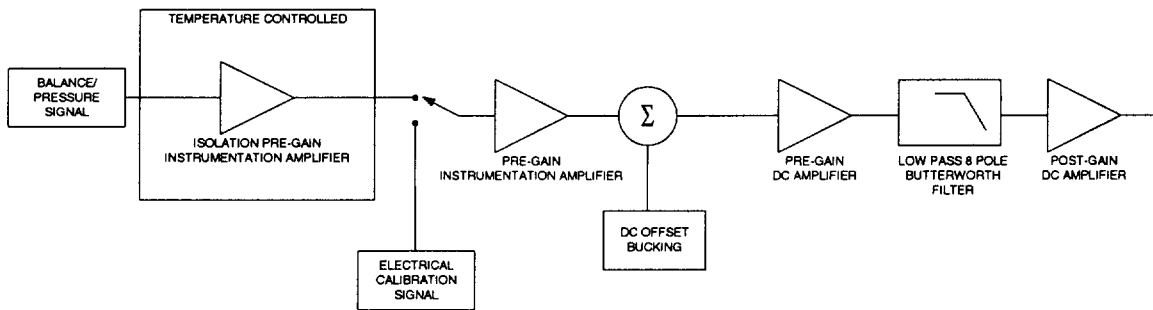 TEMPERATURE CONTROLLED
BALANCE/
PRESSURE
SIGNAL
ISOLATION PRE-GAIN
INSTRUMENTATION AMPLIFIER
ELECTRICAL
CALIBRATION
SIGNAL
PRE-GAIN
INSTRUMENTATION AMPLIFIER
Σ
DC OFFSET
BUCKING
PRE-GAIN
DC AMPLIFIER
LOW PASS 8 POLE
BUTTERWORTH
FILTER
POST-GAIN
DC AMPLIFIER